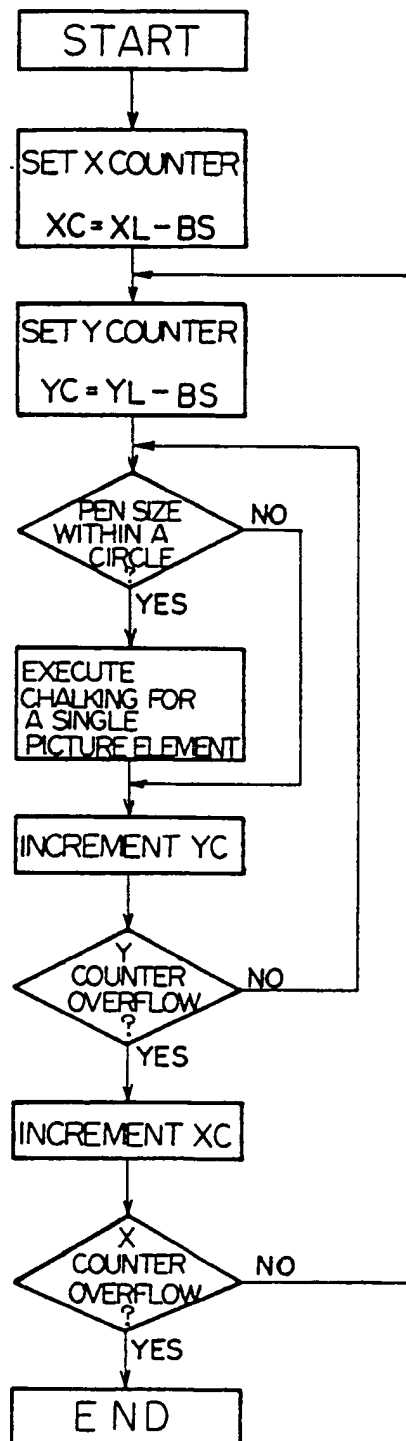 START
SET X COUNTER
XC = XL - BS
SET Y COUNTER
YC = YL - BS
PEN SIZE
WITHIN A
CIRCLE
?
NO
YES
EXECUTE
CHALKING FOR
A SINGLE
PICTURE ELEMENT
INCREMENT YC
Y
COUNTER
OVERFLOW
?
NO
YES
INCREMENT XC
X
COUNTER
OVERFLOW
?
NO
YES
END